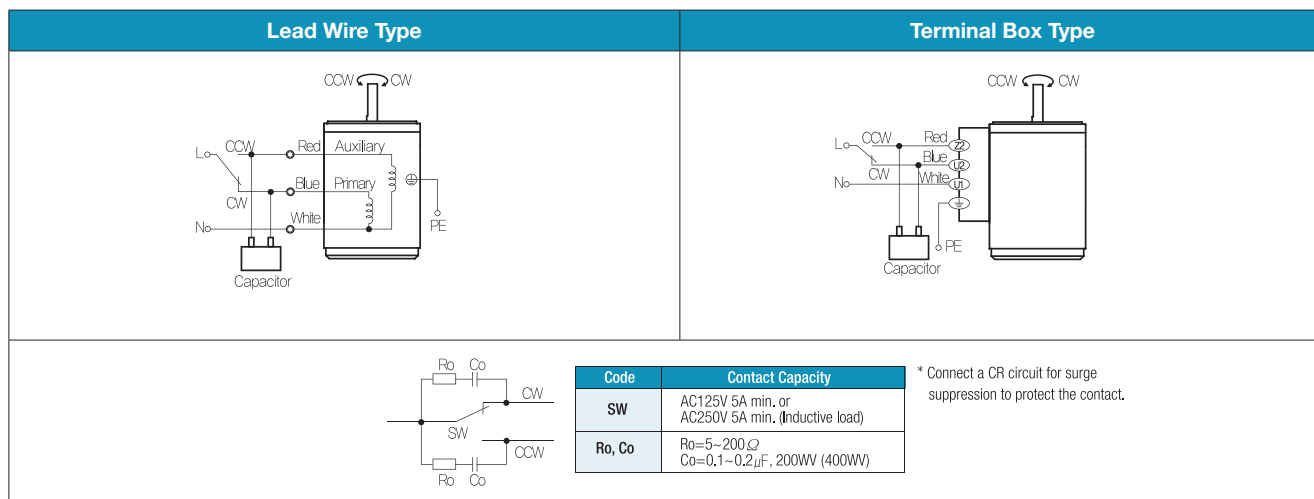 Lead Wire Type
Terminal Box Type
CCW CW
L
CCW
Red Auxiliary
Blue Primary
CW
White
N
PE
Capacitor
CCW CW
L
CCW
Red
Z2
Blue
U2
CW
White
U1
N
PE
Capacitor
Ro Co
CW
SW
CCW
Ro Co
Code Contact Capacity
SW
AC125V 5A min. or
AC250V 5A min. (Inductive load)
Ro, Co
Ro=5~200Ω
Co=0.1~0.2μF, 200WV (400WV)
* Connect a CR circuit for surge
suppression to protect the contact.